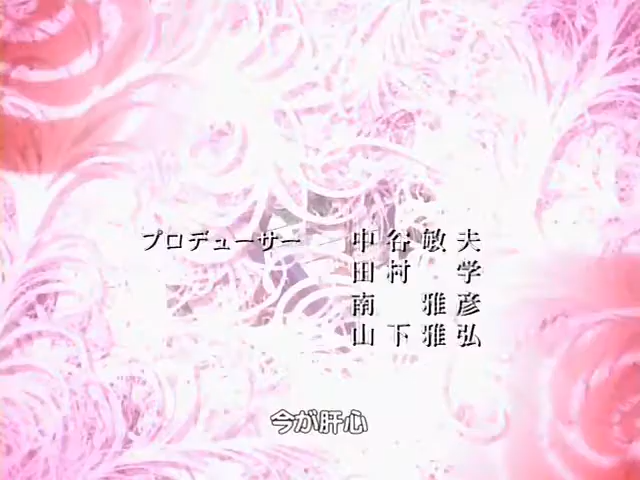 プロデューサー 中谷敏夫
田村 学
南 雅彦
山下雅弘
今が肝心